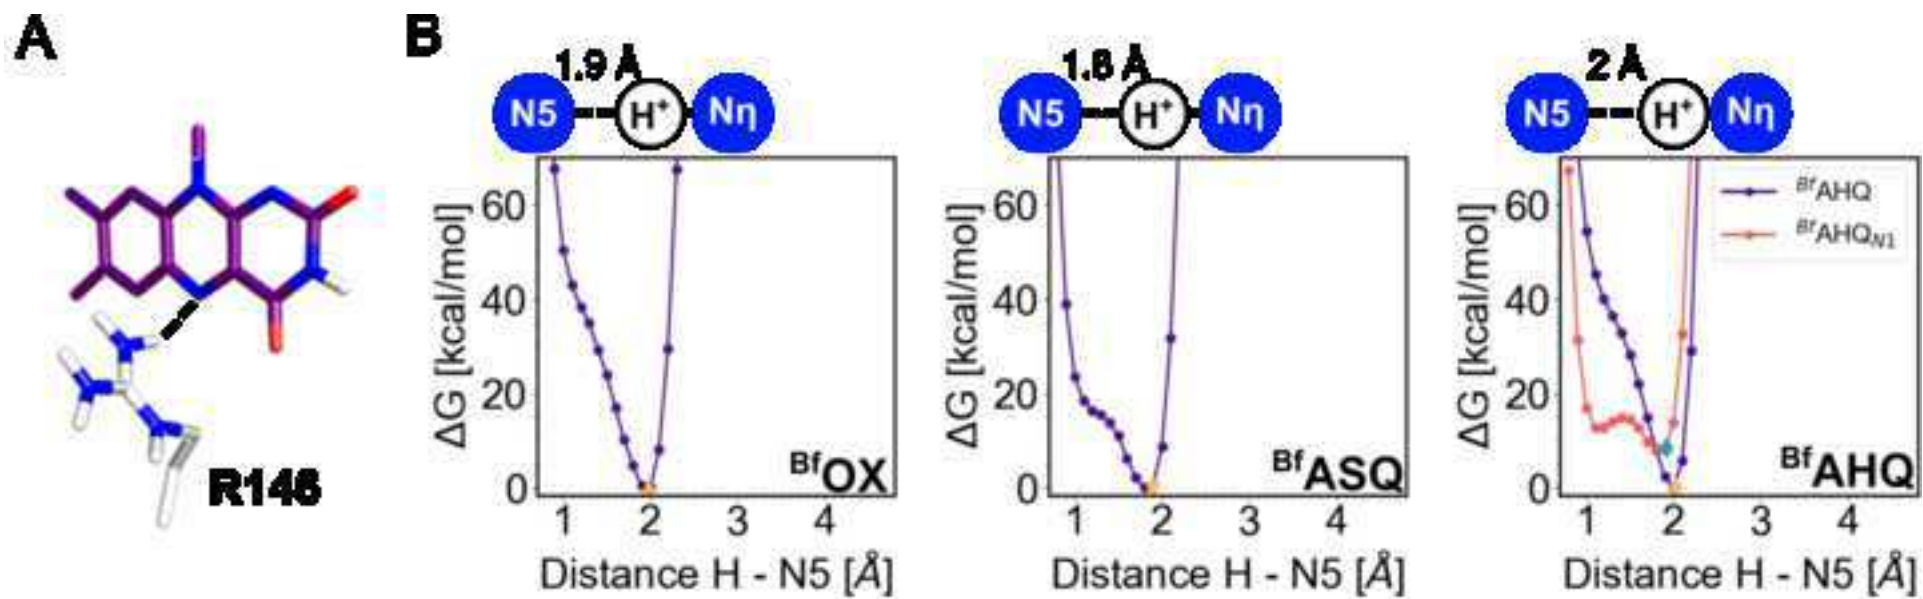 A
R146
B
1.9 Å
N5 H⁺ Nη
1.8 Å
N5 H⁺ Nη
2 Å
N5 H⁺ Nη
ΔG [kcal/mol]
60
40
20
0
BfOX
1 2 3 4
Distance H - N5 [Å]
ΔG [kcal/mol]
60
40
20
0
BfASQ
1 2 3 4
Distance H - N5 [Å]
ΔG [kcal/mol]
60
40
20
0
BfAHQ
BfAHQN1
BfAHQ
1 2 3 4
Distance H - N5 [Å]